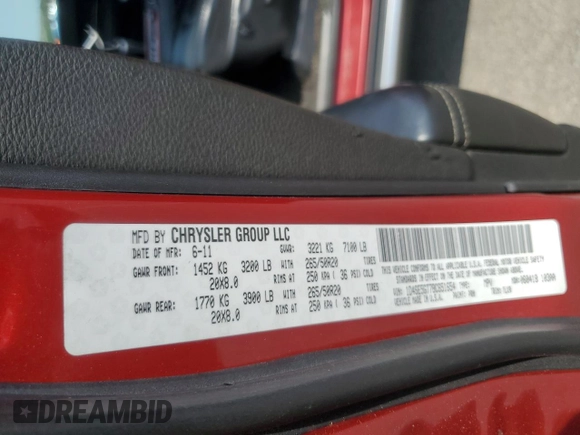 MFD BY CHRYSLER GROUP LLC
DATE OF MFR: 6-11 GVWR: 3221 KG 7100 LB
GAWR FRONT: 1452 KG 3200 LB WITH 265/50R20 TIRES
20X8.0 RIMS AT 250 KPA ( 36 PSI) COLD
GAWR REAR: 1770 KG 3900 LB WITH 265/50R20 TIRES
20X8.0 RIMS AT 250 KPA ( 36 PSI) COLD
THIS VEHICLE CONFORMS TO ALL APPLICABLE U.S.A. FEDERAL MOTOR VEHICLE SAFETY
STANDARDS IN EFFECT ON THE DATE OF MANUFACTURE SHOWN ABOVE.
VIN: TYPE: MPV
VEHICLE MADE IN U.S.A.
DREAMBID